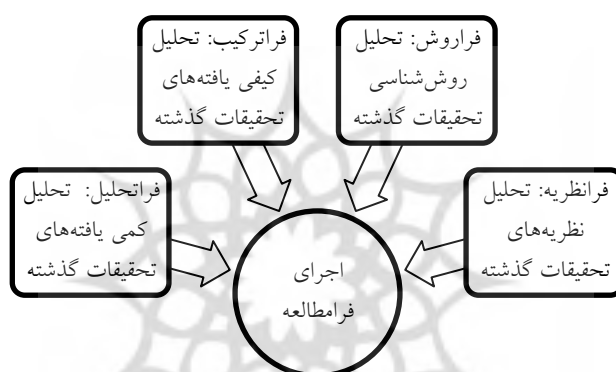 فراروش: تحلیل
روش‌شناسی
تحقیقات گذشته
فراترکیب: تحلیل
کیفی یافته‌های
تحقیقات گذشته
فرانظریه: تحلیل
نظریه‌های
تحقیقات گذشته
فراتحلیل: تحلیل
کمی یافته‌های
تحقیقات گذشته
اجرای
فرامطالعه